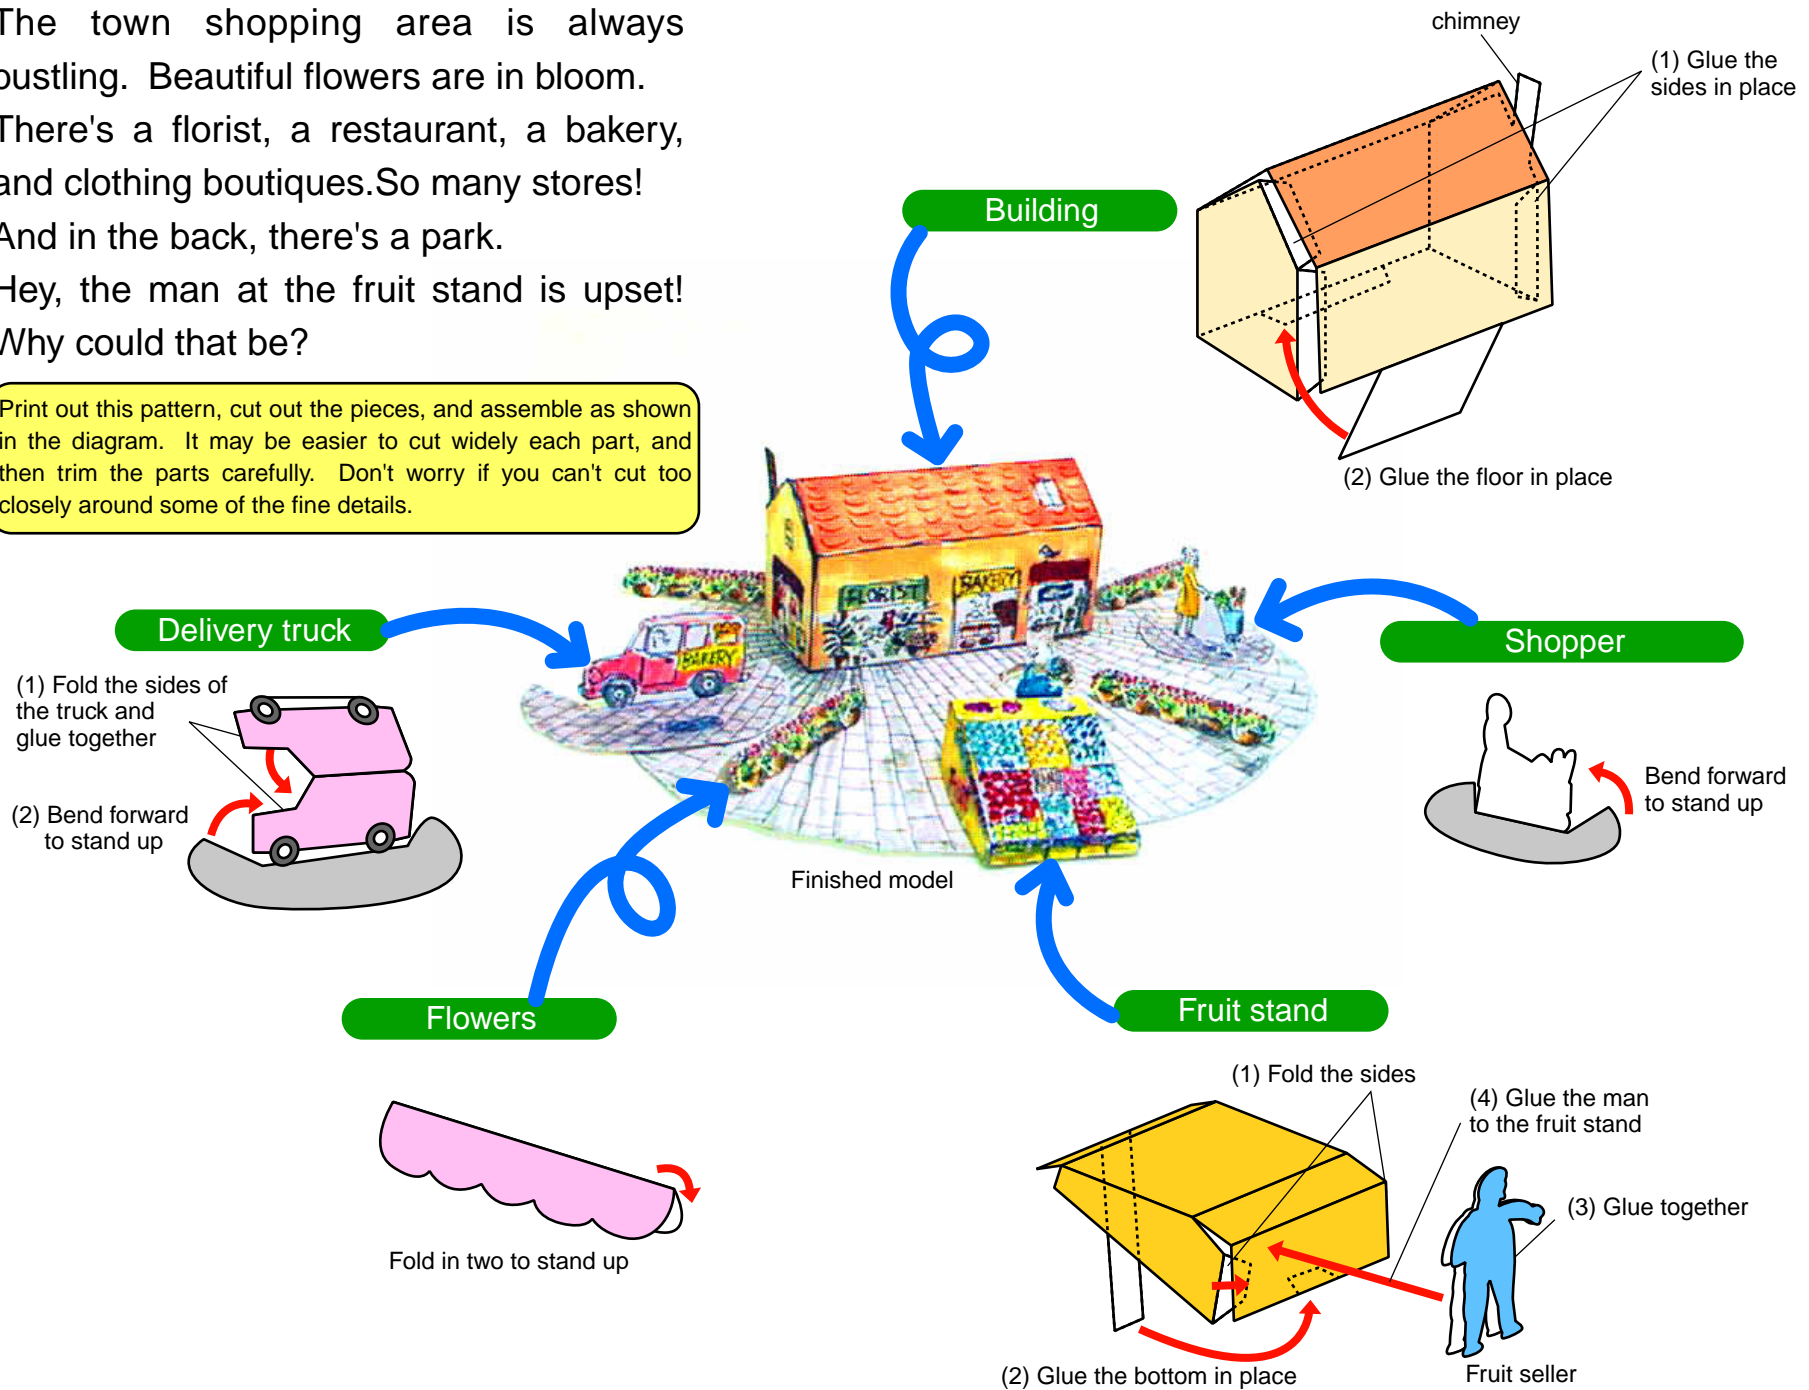 The town shopping area is always
bustling. Beautiful flowers are in bloom.
There's a florist, a restaurant, a bakery,
and clothing boutiques.So many stores!
And in the back, there's a park.
Hey, the man at the fruit stand is upset!
Why could that be?
Print out this pattern, cut out the pieces, and assemble as shown
in the diagram. It may be easier to cut widely each part, and
then trim the parts carefully. Don't worry if you can't cut too
closely around some of the fine details.
chimney
(1) Glue the
sides in place
Building
(2) Glue the floor in place
FLORIST
BAKERY
BAKERY
Delivery truck
(1) Fold the sides of
the truck and
glue together
(2) Bend forward
to stand up
Shopper
Bend forward
to stand up
Finished model
Flowers
Fold in two to stand up
Fruit stand
(1) Fold the sides
(4) Glue the man
to the fruit stand
(3) Glue together
(2) Glue the bottom in place
Fruit seller